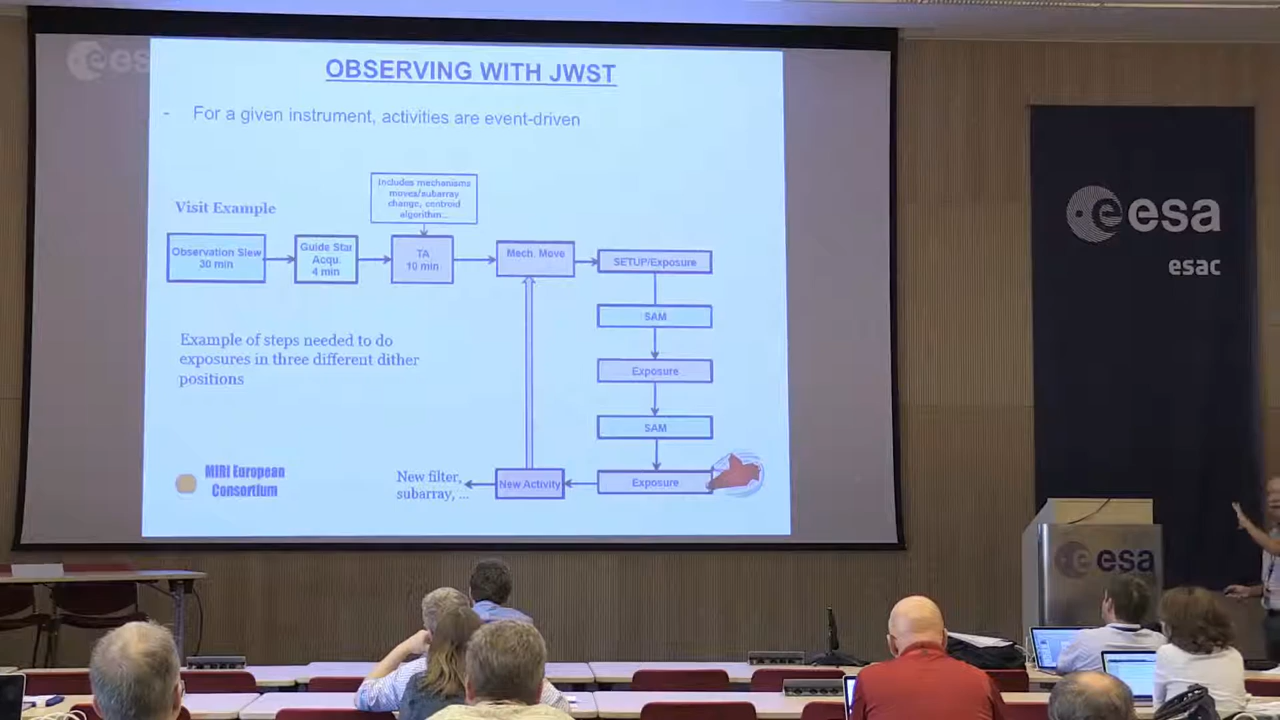 esa
OBSERVING WITH JWST
- For a given instrument, activities are event-driven
Includes mechanisms
moves/subarray
change, centroid
algorithm...
Visit Example
Observation Slew
30 min
Guide Star
Acqu.
4 min
TA
10 min
Mech. Move
SETUP/Exposure
SAM
Example of steps needed to do
exposures in three different dither
positions
Exposure
SAM
MIRI European
Consortium
New filter,
subarray, ...
New Activity
Exposure
esa
esac
esa